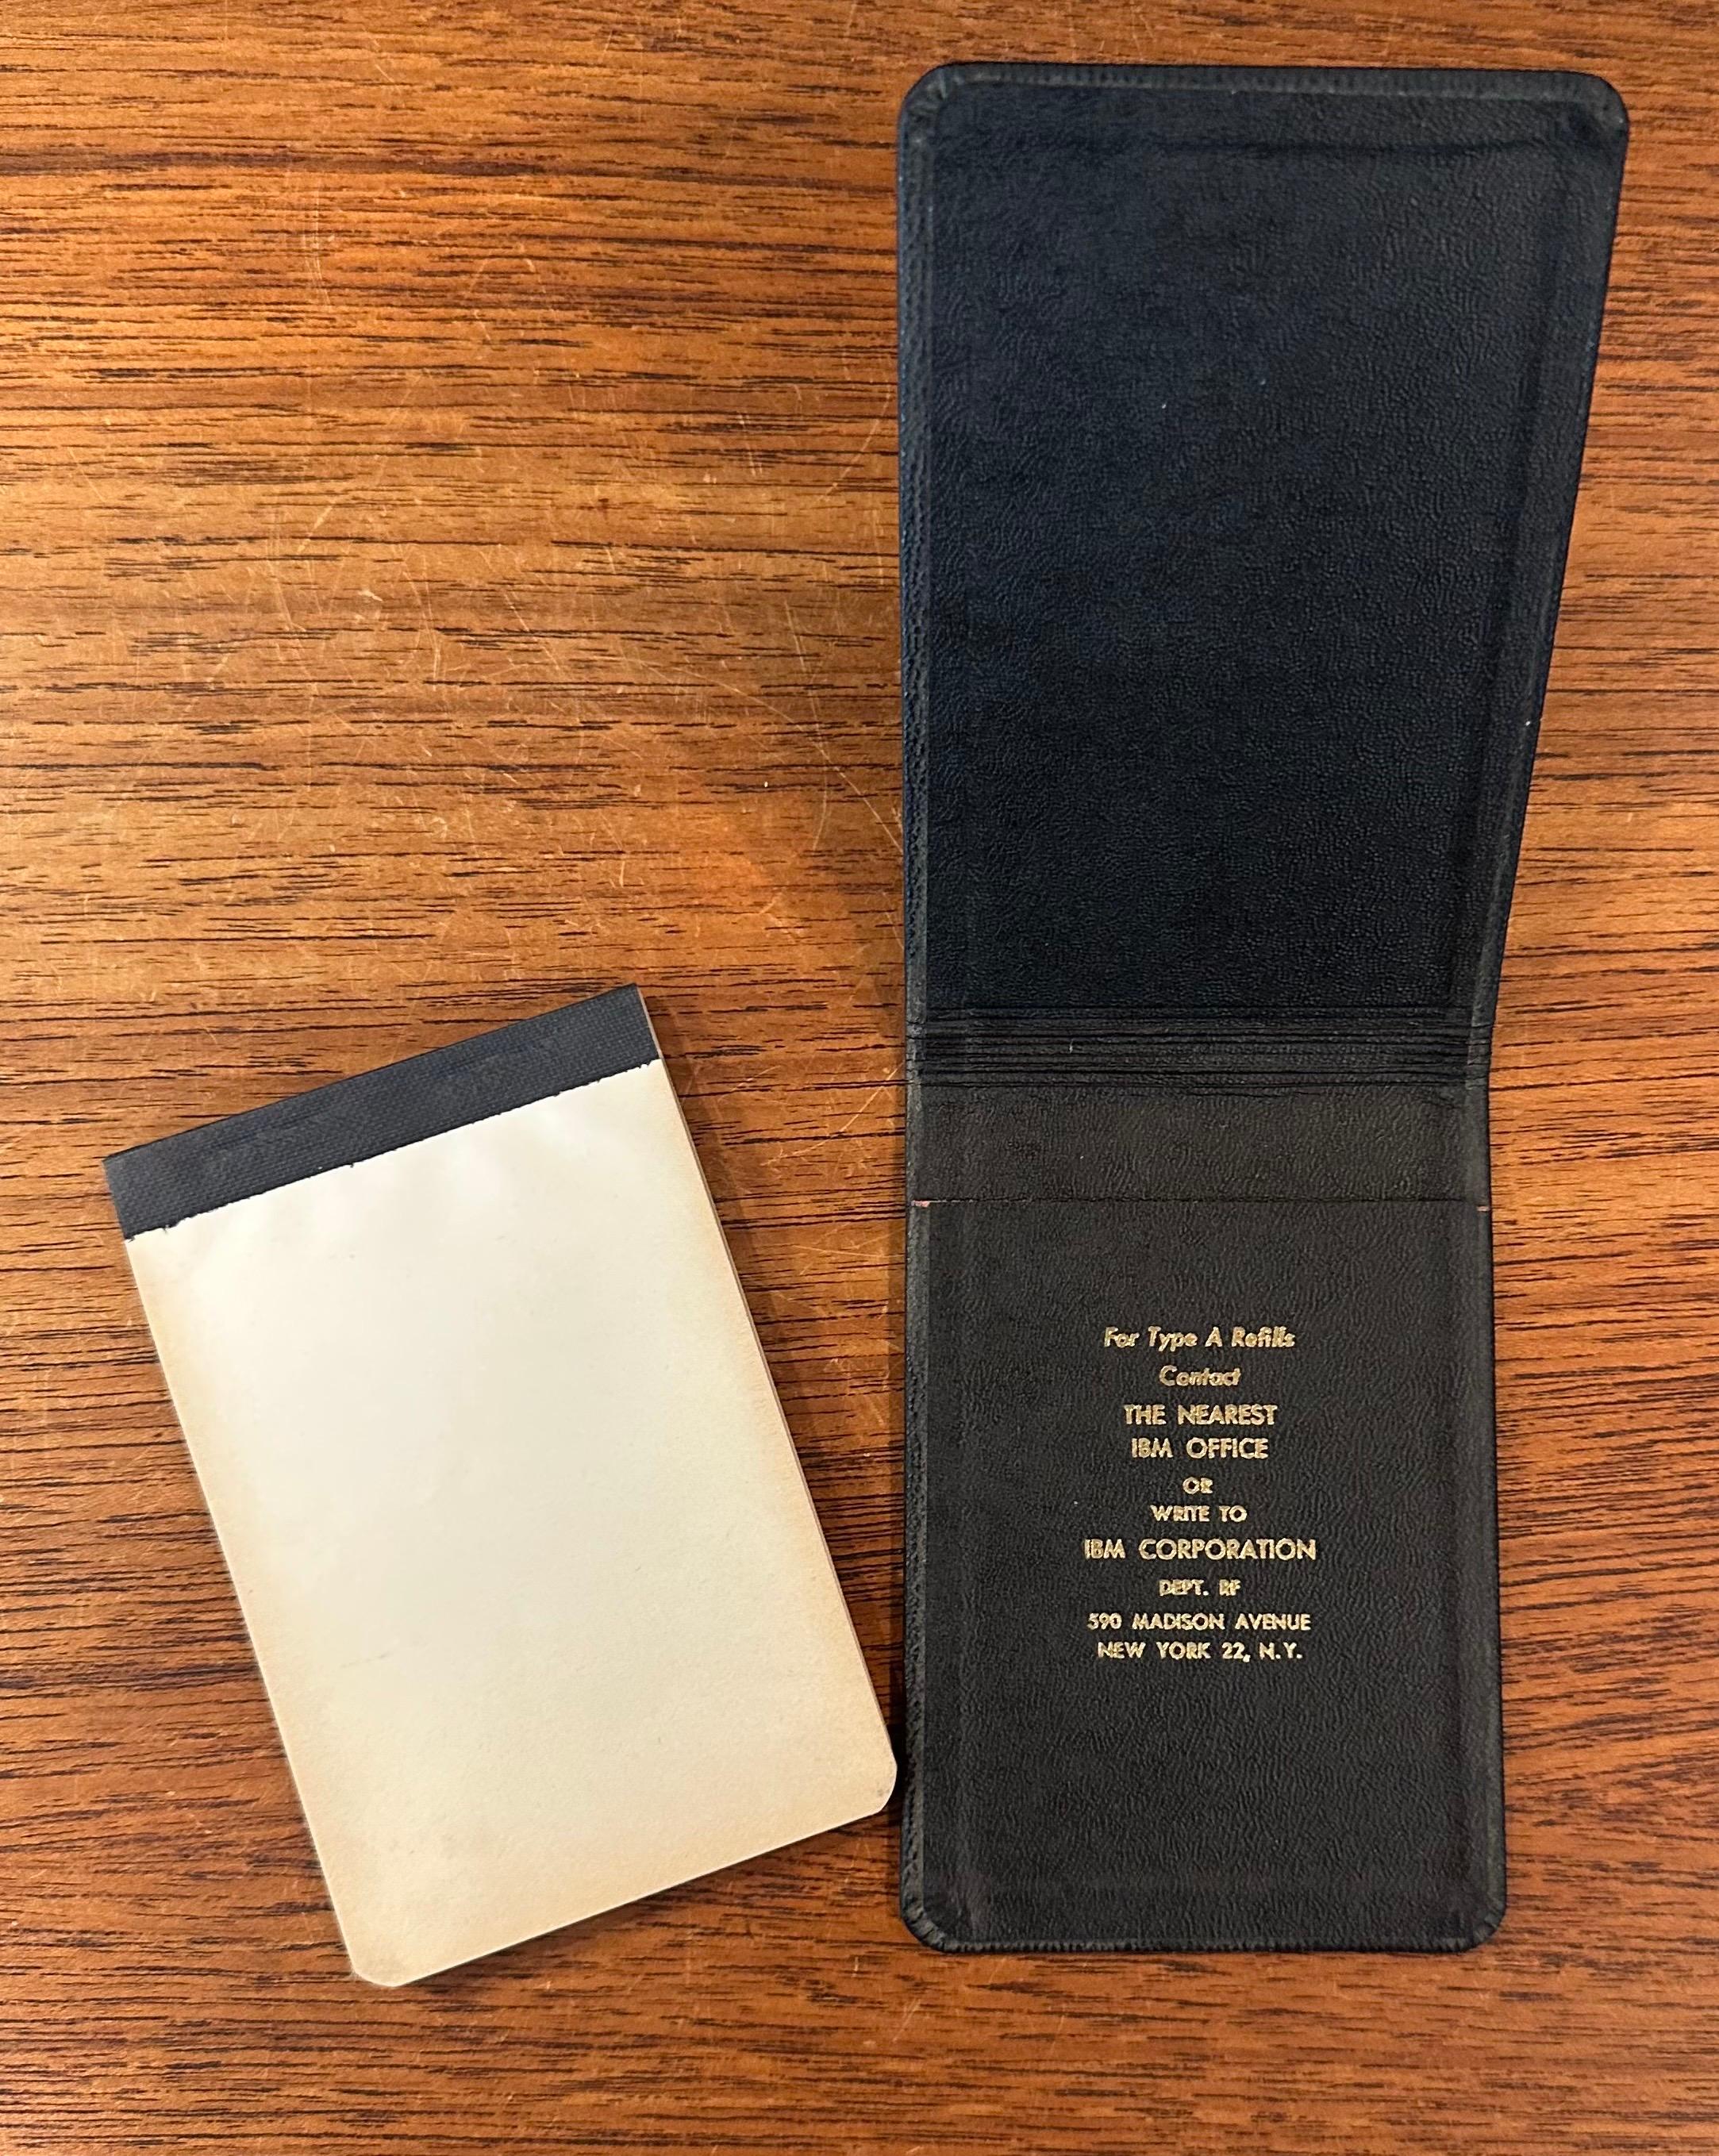 For Type A Refills
Contact
THE NEAREST
IBM OFFICE
OR
WRITE TO
IBM CORPORATION
DEPT. RF
590 MADISON AVENUE
NEW YORK 22, N.Y.